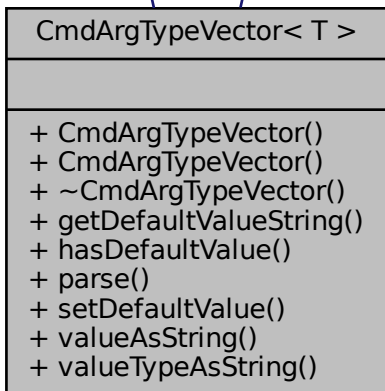 CmdArgTypeVector< T >
+ CmdArgTypeVector()
+ CmdArgTypeVector()
+ ~CmdArgTypeVector()
+ getDefaultValueString()
+ hasDefaultValue()
+ parse()
+ setDefaultValue()
+ valueAsString()
+ valueTypeAsString()